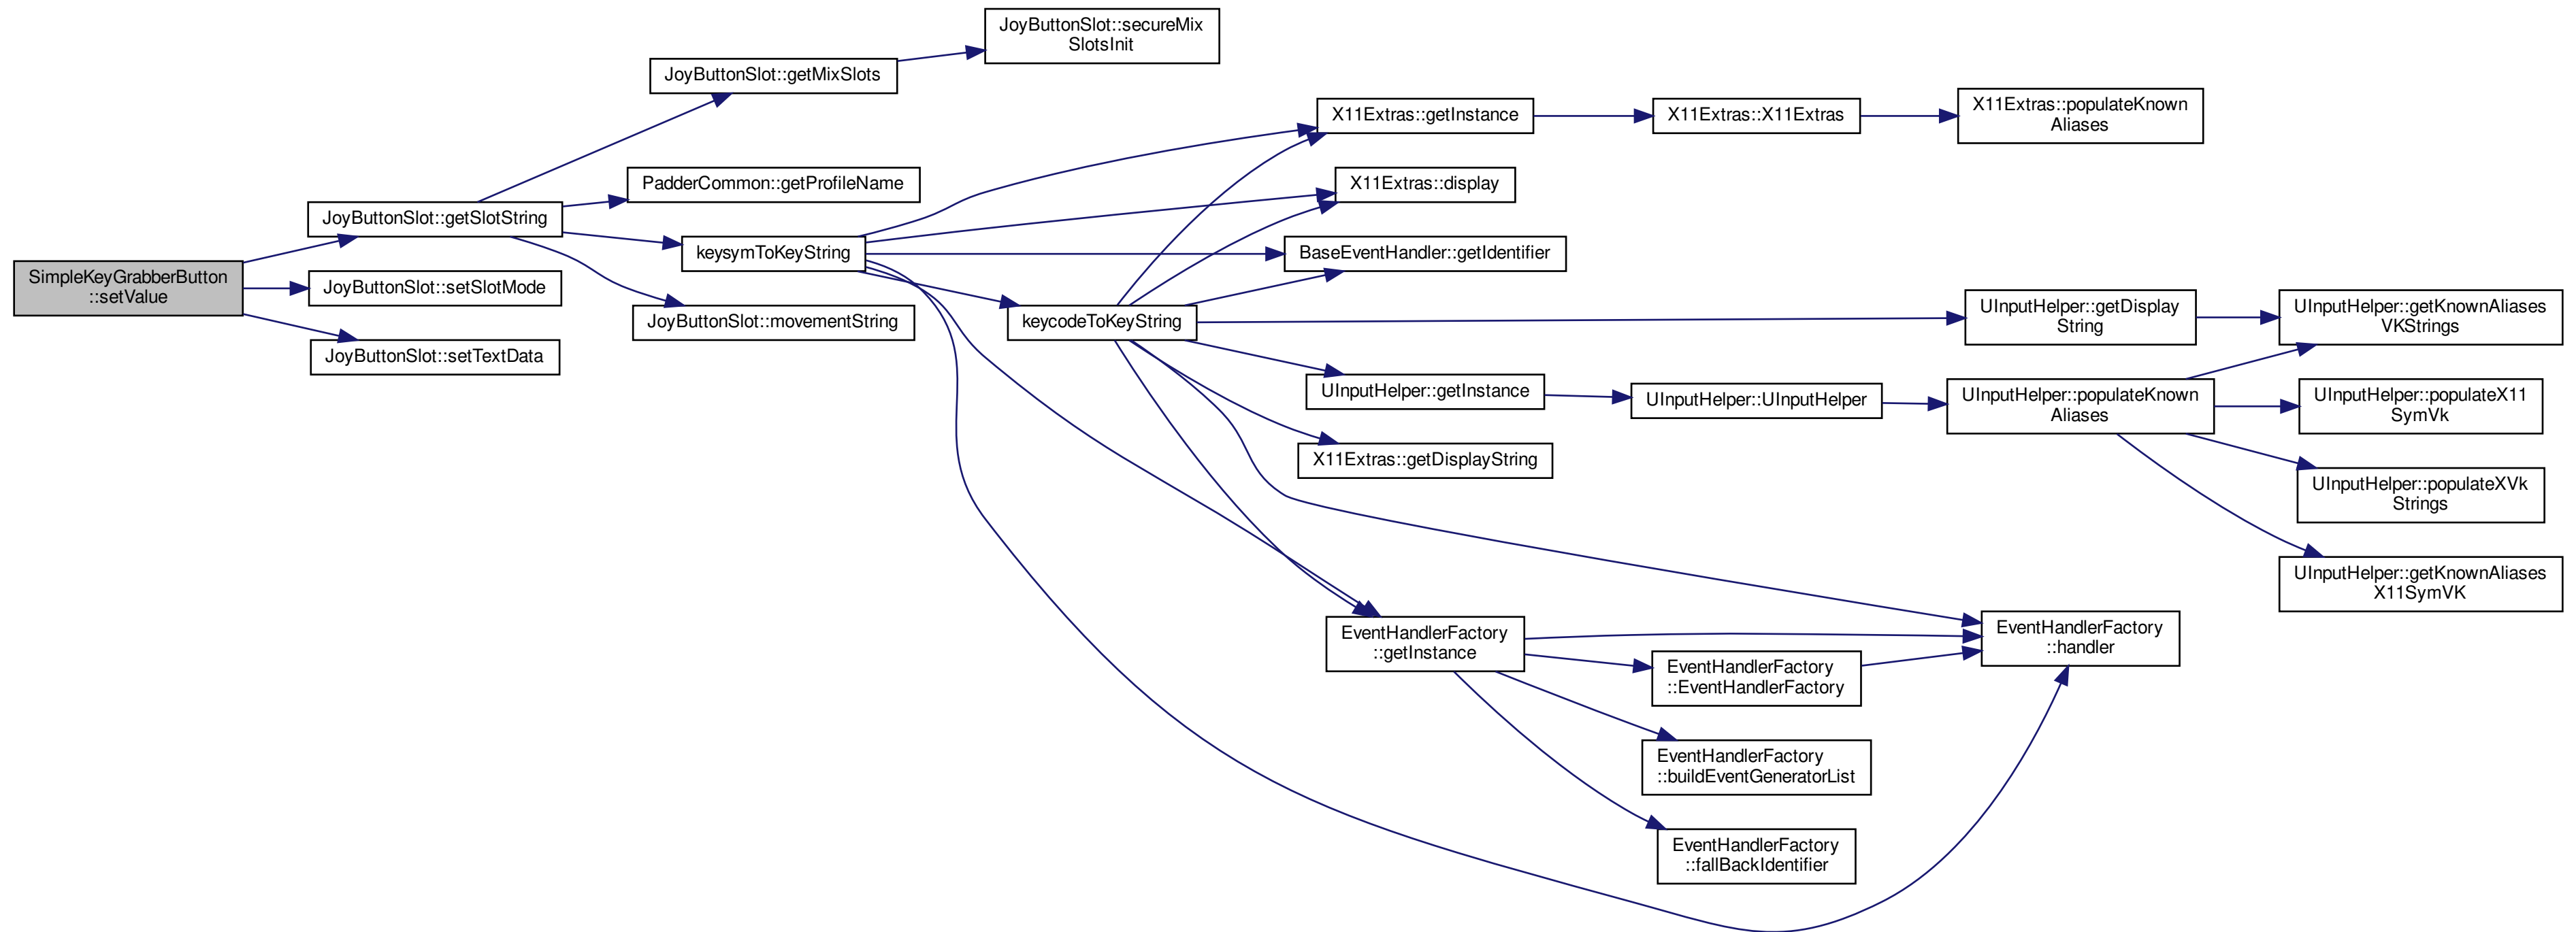 SimpleKeyGrabberButton
::setValue
JoyButtonSlot::getSlotString
JoyButtonSlot::setSlotMode
JoyButtonSlot::setTextData
JoyButtonSlot::getMixSlots
PadderCommon::getProfileName
keysymToKeyString
JoyButtonSlot::movementString
JoyButtonSlot::secureMix
SlotsInit
keycodeToKeyString
X11Extras::getInstance
X11Extras::display
BaseEventHandler::getIdentifier
UInputHelper::getInstance
X11Extras::getDisplayString
EventHandlerFactory
::getInstance
X11Extras::X11Extras
UInputHelper::UInputHelper
EventHandlerFactory
::EventHandlerFactory
EventHandlerFactory
::buildEventGeneratorList
EventHandlerFactory
::fallBackIdentifier
X11Extras::populateKnown
Aliases
UInputHelper::getDisplay
String
UInputHelper::populateKnown
Aliases
EventHandlerFactory
::handler
UInputHelper::getKnownAliases
VKStrings
UInputHelper::populateX11
SymVk
UInputHelper::populateXVk
Strings
UInputHelper::getKnownAliases
X11SymVK